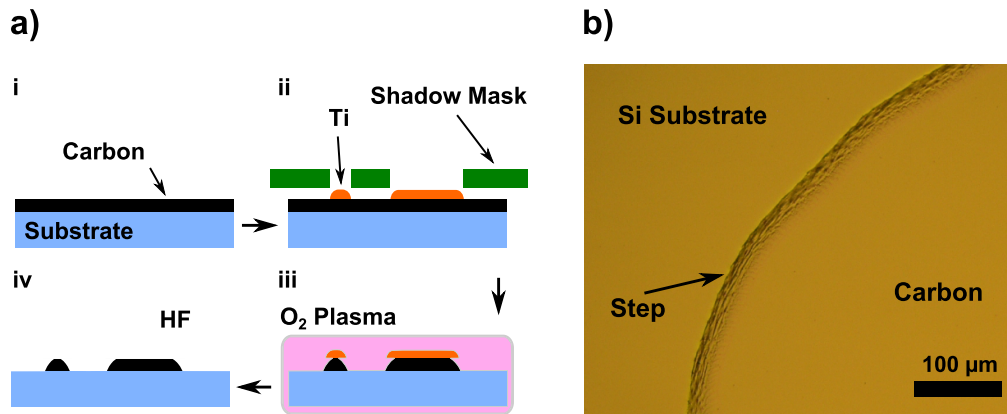 a)
i
Carbon
Substrate
ii
Ti
Shadow Mask
iii
O₂ Plasma
iv
HF
b)
Si Substrate
Step
Carbon
100 µm